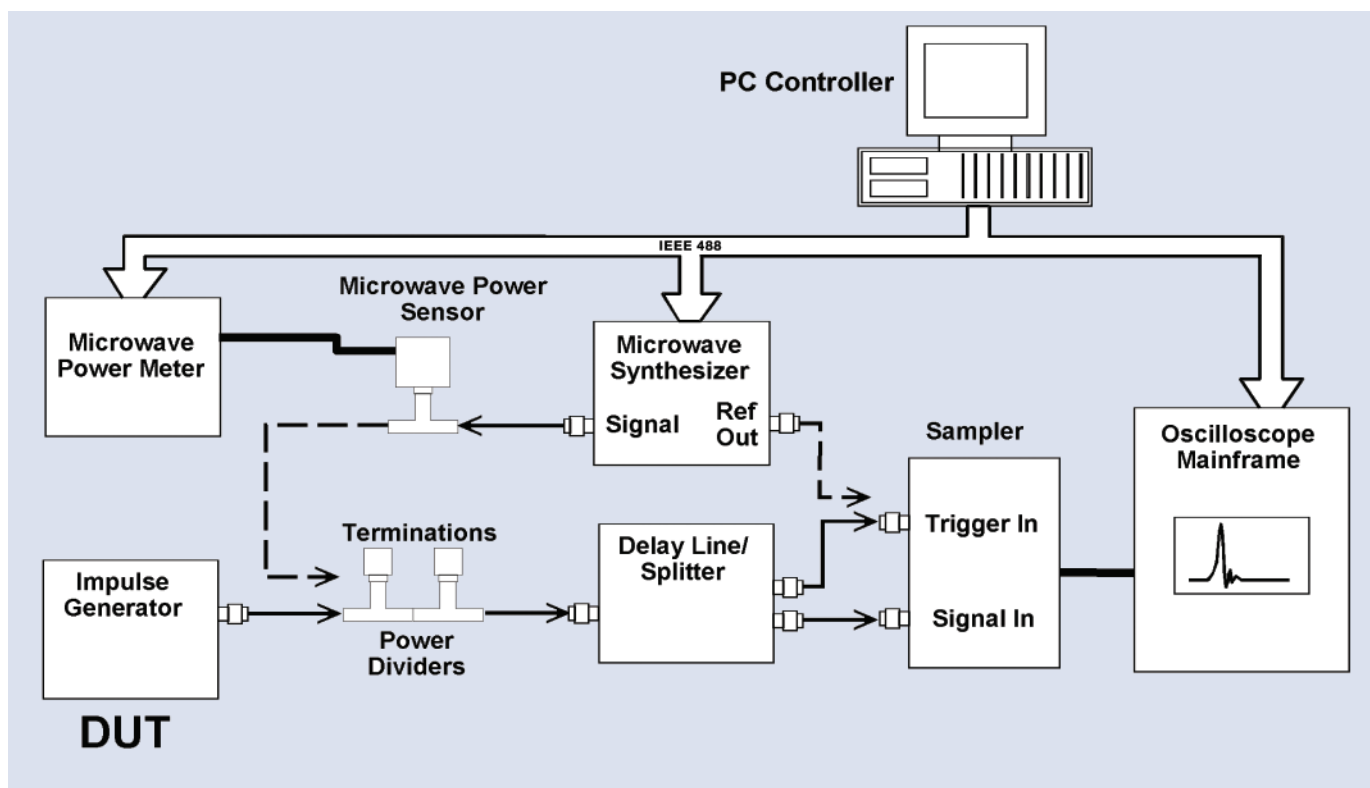 PC Controller
IEEE 488
Microwave Power
Sensor
Microwave
Power Meter
Microwave
Synthesizer
Signal
Ref
Out
Sampler
Oscilloscope
Mainframe
Trigger In
Signal In
Terminations
Delay Line/
Splitter
Impulse
Generator
Power
Dividers
DUT